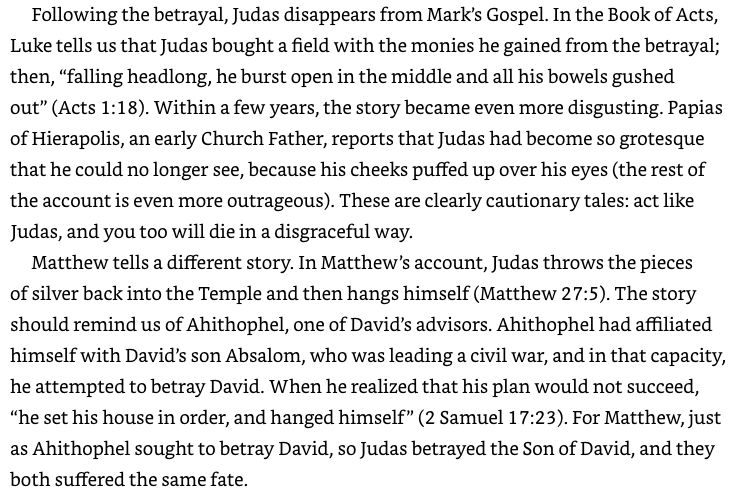 Following the betrayal, Judas disappears from Mark’s Gospel. In the Book of Acts,
Luke tells us that Judas bought a field with the monies he gained from the betrayal;
then, “falling headlong, he burst open in the middle and all his bowels gushed
out” (Acts 1:18). Within a few years, the story became even more disgusting. Papias
of Hierapolis, an early Church Father, reports that Judas had become so grotesque
that he could no longer see, because his cheeks puffed up over his eyes (the rest of
the account is even more outrageous). These are clearly cautionary tales: act like
Judas, and you too will die in a disgraceful way.
Matthew tells a different story. In Matthew’s account, Judas throws the pieces
of silver back into the Temple and then hangs himself (Matthew 27:5). The story
should remind us of Ahithophel, one of David’s advisors. Ahithophel had affiliated
himself with David’s son Absalom, who was leading a civil war, and in that capacity,
he attempted to betray David. When he realized that his plan would not succeed,
“he set his house in order, and hanged himself” (2 Samuel 17:23). For Matthew, just
as Ahithophel sought to betray David, so Judas betrayed the Son of David, and they
both suffered the same fate.